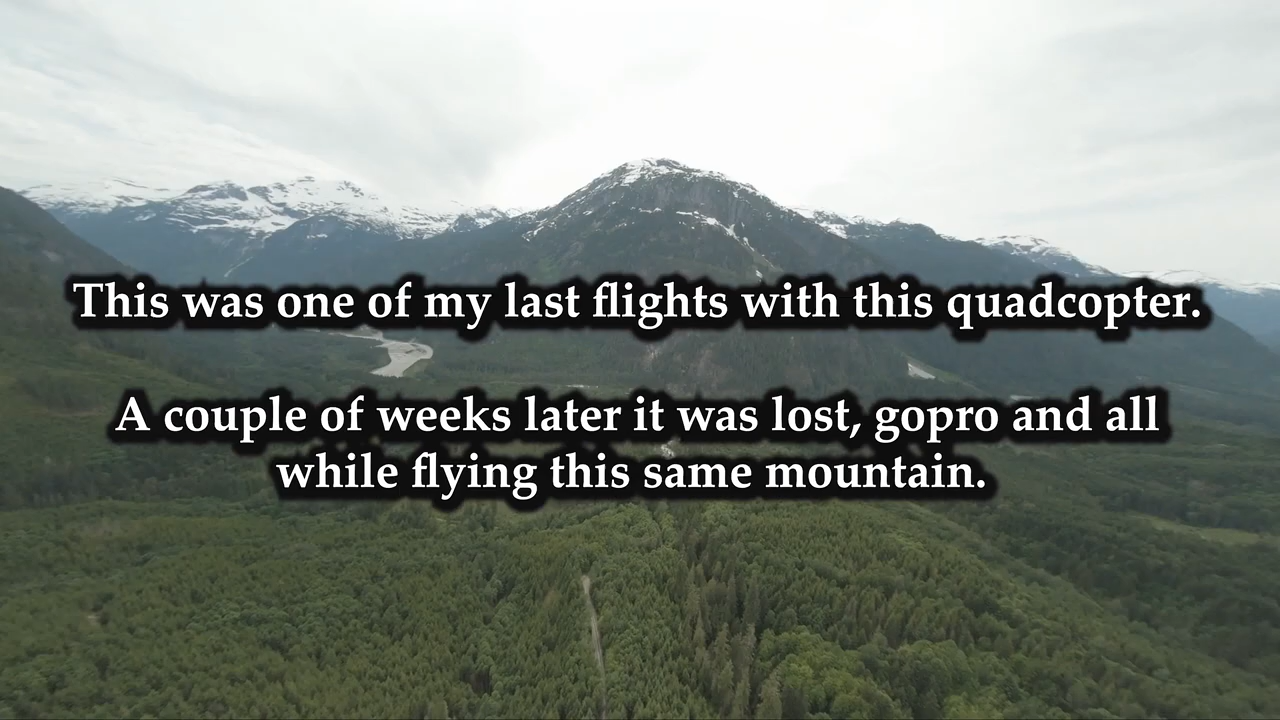 This was one of my last flights with this quadcopter.
A couple of weeks later it was lost, gopro and all
while flying this same mountain.